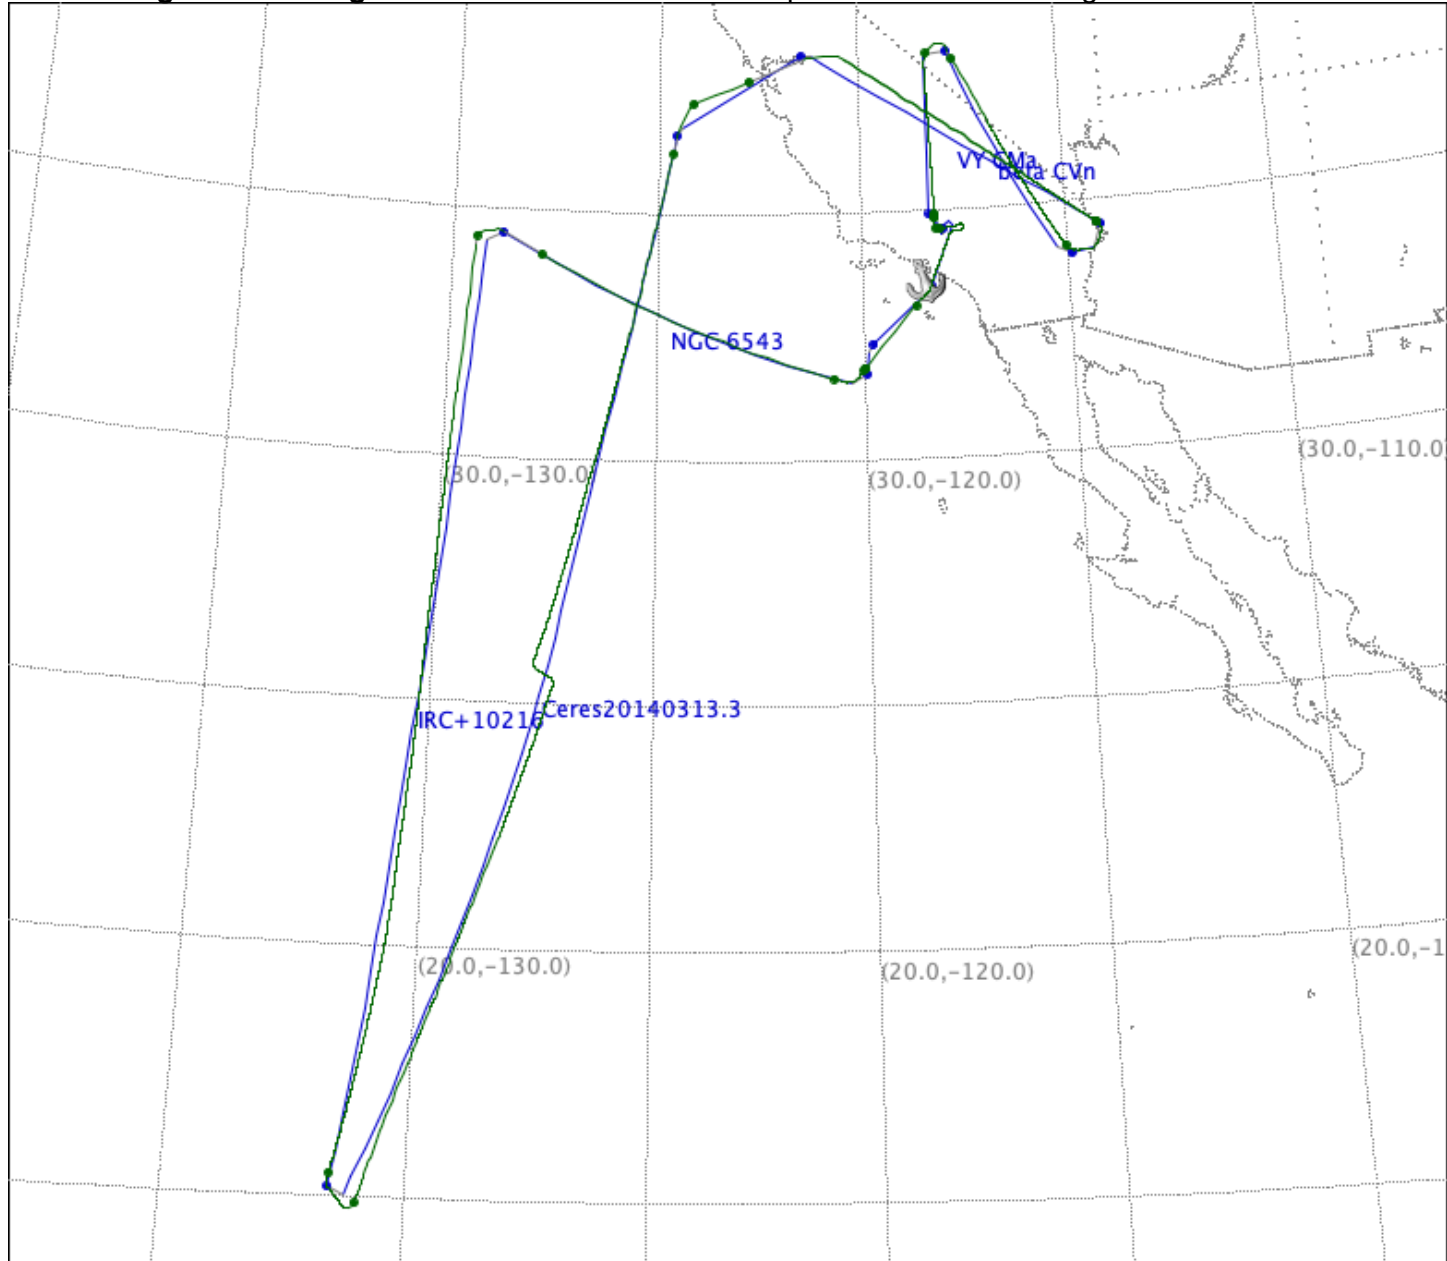 VY CMa
Beta CVn
NGC 6543
(30.0,-130.0)
(30.0,-120.0)
(30.0,-110.0
IRC+10216
Ceres20140313.3
(20.0,-130.0)
(20.0,-120.0)
(20.0,-1